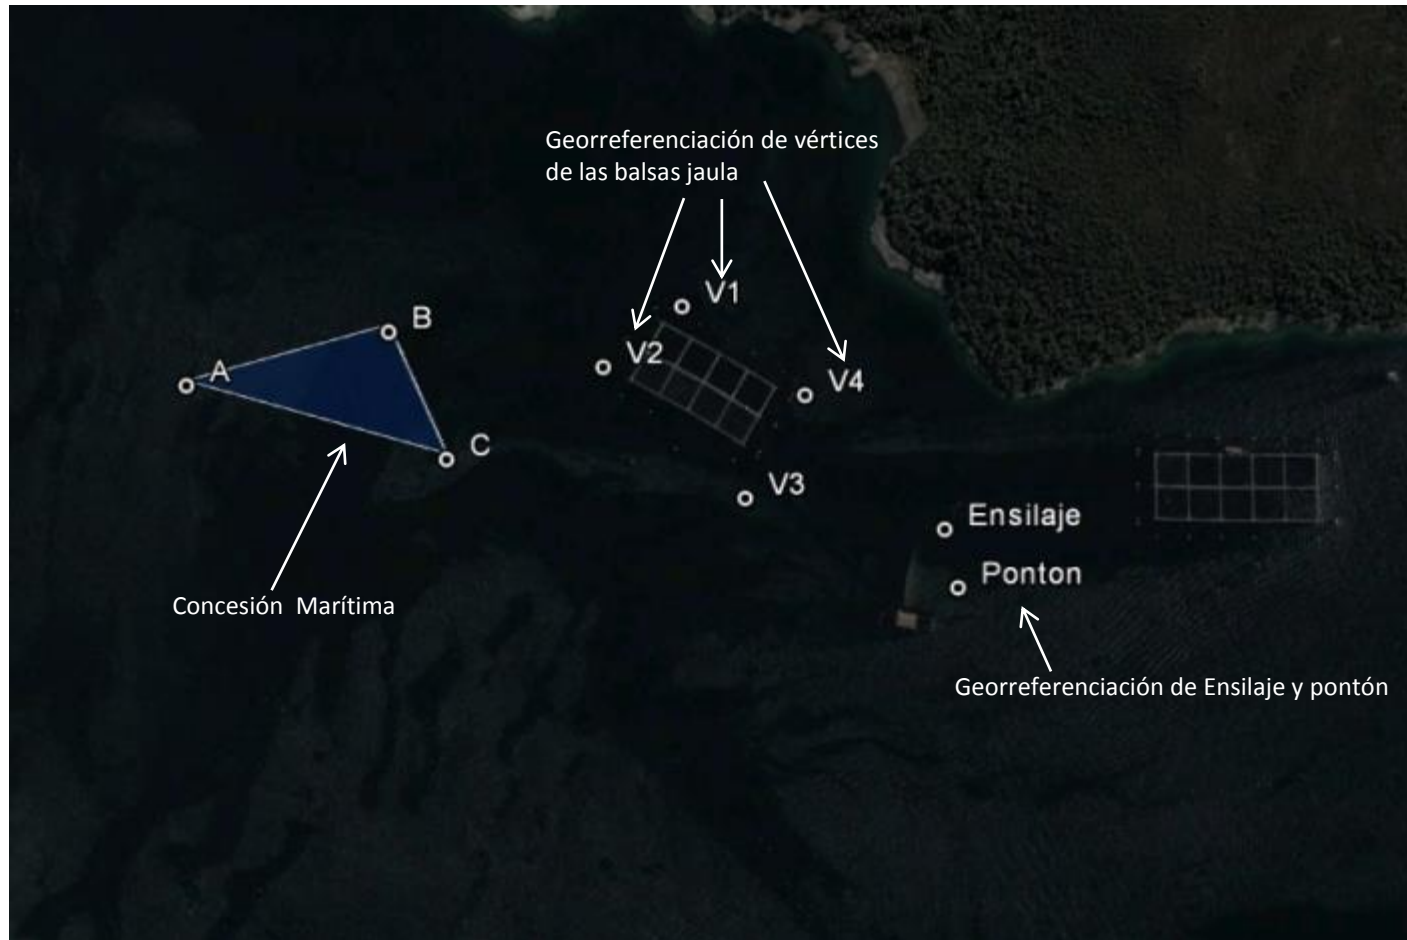 Georreferenciación de vértices
de las balsas jaula
V1
B
V2
A
V4
C
V3
Ensilaje
Ponton
Concesión  Marítima
Georreferenciación de Ensilaje y pontón